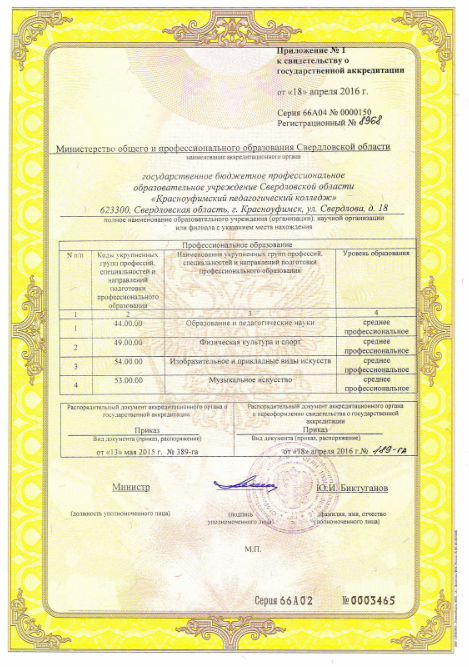 Приложение № 1
к свидетельству о
государственной аккредитации
от «18» апреля 2016 г.
Серия 66А04 № 0000150
Регистрационный № 8968
Министерство общего и профессионального образования Свердловской области
наименование аккредитационного органа
государственное бюджетное профессиональное
образовательное учреждение Свердловской области
«Красноуфимский педагогический колледж»
623300, Свердловская область, г. Красноуфимск, ул. Свердлова, д. 18
полное наименование образовательного учреждения (организации), научной организации
или филиала с указанием места нахождения
Профессиональное образование
N п/п
Коды укрупненных
групп профессий,
специальностей и
направлений
подготовки
профессионального
образования
Наименования укрупненных групп профессий,
специальностей и направлений подготовки
профессионального образования
Уровень образования
1 2 3 4
1 44.00.00 Образования и педагогические науки среднее
профессиональное
2 49.00.00 Физическая культура и спорт среднее
профессиональное
3 54.00.00 Изобразительное и прикладные виды искусств среднее
профессиональное
4 53.00.00 Музыкальное искусство среднее
профессиональное
Распорядительный документ аккредитационного органа о
государственной аккредитации
Приказ
Вид документа (приказ, распоряжение)
от «13» мая 2015 г. № 389-га
Распорядительный документ аккредитационного органа
о переоформлении свидетельства о государственной
аккредитации
Приказ
Вид документа (приказ, распоряжение)
от «18» апреля 2016 г. № 189-га
Министр Ю.И. Биктуганов
(должность уполномоченного лица)
(подпись
уполномоченного лица)
фамилия, имя, отчество
уполномоченного лица)
М.П.
Серия 66А02 № 0003465